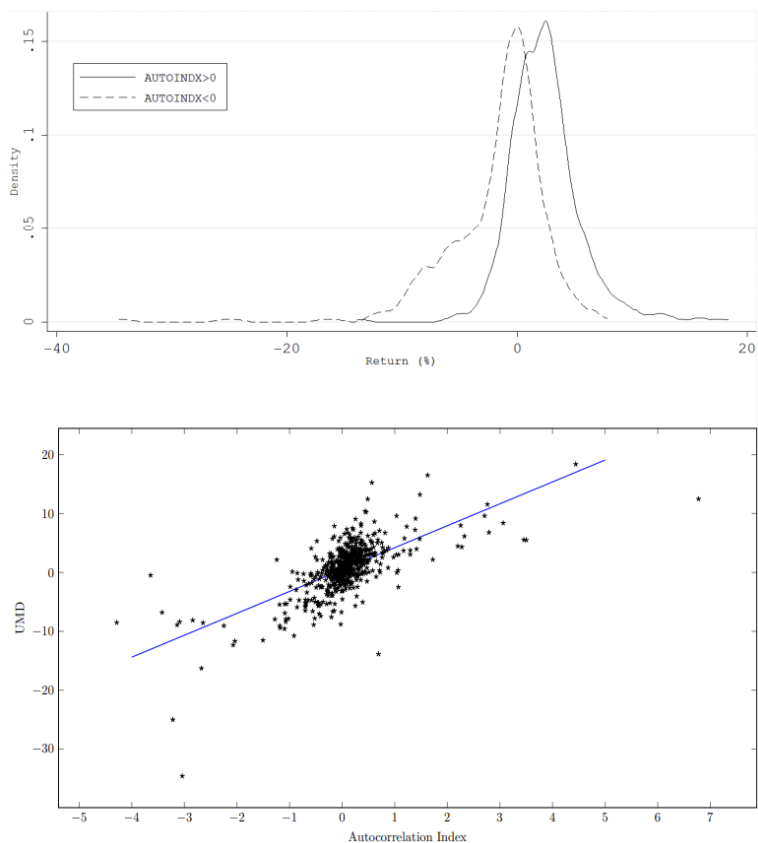 .15
AUTOINDX>0
AUTOINDX<0
.1
Density
.05
0
−40 −20 0 20
Return (%)
20
10
0
UMD
−10
−20
−30
−5 −4 −3 −2 −1 0 1 2 3 4 5 6 7
Autocorrelation Index